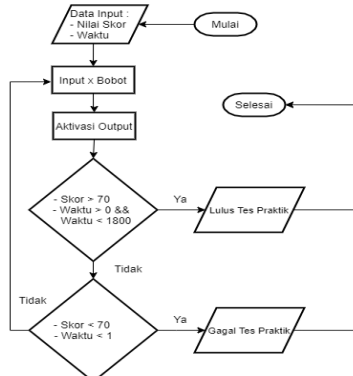 Mulai
Data Input :
- Nilai Skor
- Waktu
Input x Bobot
Aktivasi Output
- Skor > 70
- Waktu > 0 &&
Waktu < 1800
Ya
Lulus Tes Praktik
Selesai
Tidak
Tidak
- Skor < 70
- Waktu < 1
Ya
Gagal Tes Praktik